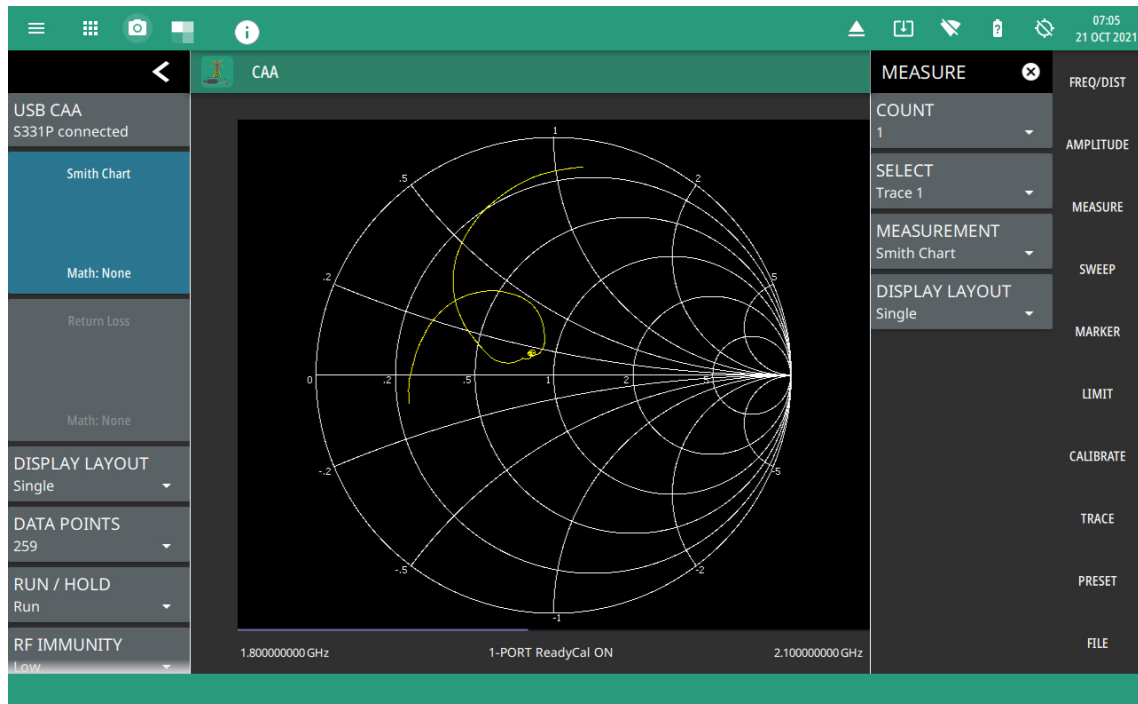 07:05
21 OCT 2021
CAA
MEASURE
FREQ/DIST
USB CAA
S331P connected
COUNT
1
AMPLITUDE
Smith Chart
Math: None
SELECT
Trace 1
MEASURE
MEASUREMENT
Smith Chart
SWEEP
DISPLAY LAYOUT
Single
Return Loss
Math: None
MARKER
LIMIT
DISPLAY LAYOUT
Single
CALIBRATE
DATA POINTS
259
TRACE
RUN / HOLD
Run
PRESET
RF IMMUNITY
Low
FILE
1
.5
2
.2
5
0
.2
.5
1
2
5
-.2
-5
-.5
-2
-1
1.800000000 GHz
1-PORT ReadyCal ON
2.100000000 GHz